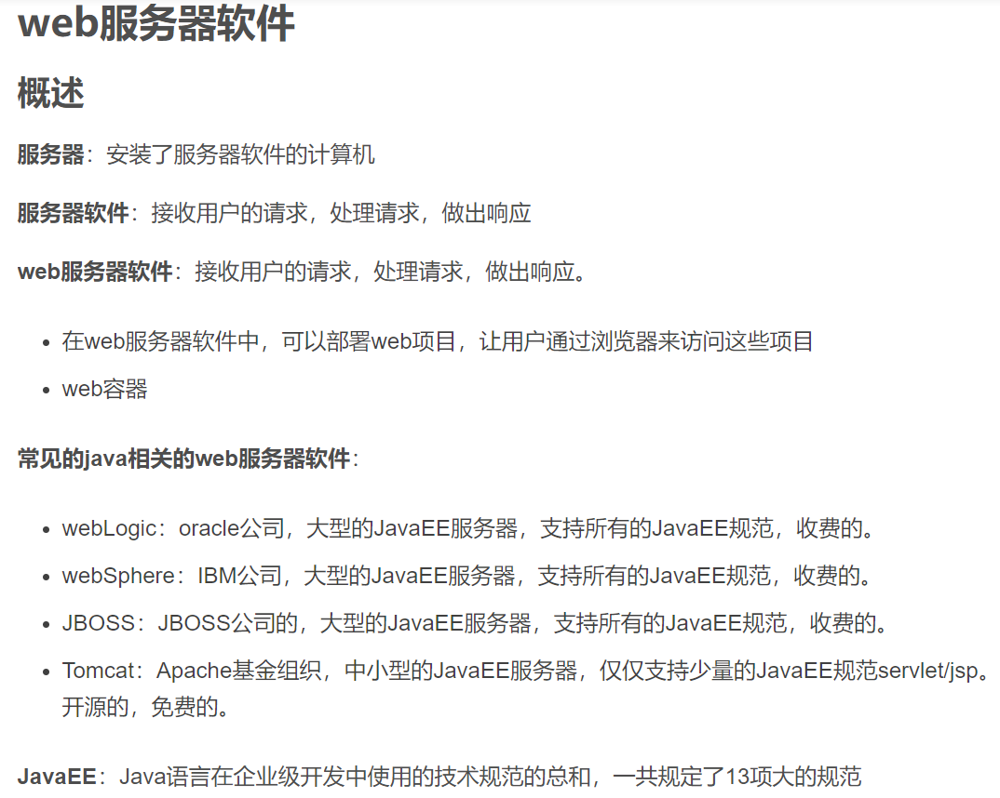 web服务器软件
概述
服务器：安装了服务器软件的计算机
服务器软件：接收用户的请求，处理请求，做出响应
web服务器软件：接收用户的请求，处理请求，做出响应。
• 在web服务器软件中，可以部署web项目，让用户通过浏览器来访问这些项目
• web容器
常见的java相关的web服务器软件：
• webLogic：oracle公司，大型的JavaEE服务器，支持所有的JavaEE规范，收费的。
• webSphere：IBM公司，大型的JavaEE服务器，支持所有的JavaEE规范，收费的。
• JBOSS：JBOSS公司的，大型的JavaEE服务器，支持所有的JavaEE规范，收费的。
• Tomcat：Apache基金组织，中小型的JavaEE服务器，仅仅支持少量的JavaEE规范servlet/jsp。
开源的，免费的。
JavaEE：Java语言在企业级开发中使用的技术规范的总和，一共规定了13项大的规范